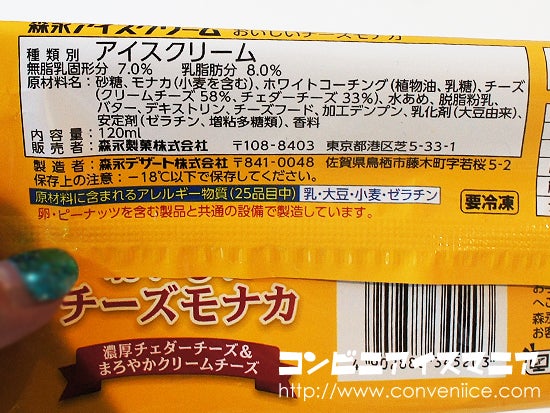 森永アイスクリーム おいしいチーズモナカ
種類別 アイスクリーム
無脂乳固形分 7.0% 乳脂肪分 8.0%
原材料名：砂糖、モナカ(小麦を含む)、ホワイトコーチング(植物油、乳糖)、チーズ
(クリームチーズ 58%、チェダーチーズ 33%)、水あめ、脱脂粉乳、
バター、デキストリン、チーズフード、加工デンプン、乳化剤(大豆由来)、
安定剤(ゼラチン、増粘多糖類)、香料
内容量：120ml
販売者：森永製菓株式会社 〒108-8403 東京都港区芝5-33-1
製造者：森永デザート株式会社 〒841-0048 佐賀県鳥栖市藤木町字若桜5-2
保存上の注意：-18℃以下で保存してください。
原材料に含まれるアレルギー物質(25品目中) 乳・大豆・小麦・ゼラチン
要冷凍
卵・ピーナッツを含む製品と共通の設備で製造しています。
おいしい
チーズモナカ
濃厚チェダーチーズ&
まろやかクリームチーズ
コンビニアイスマニア
http://www.conveniice.com/